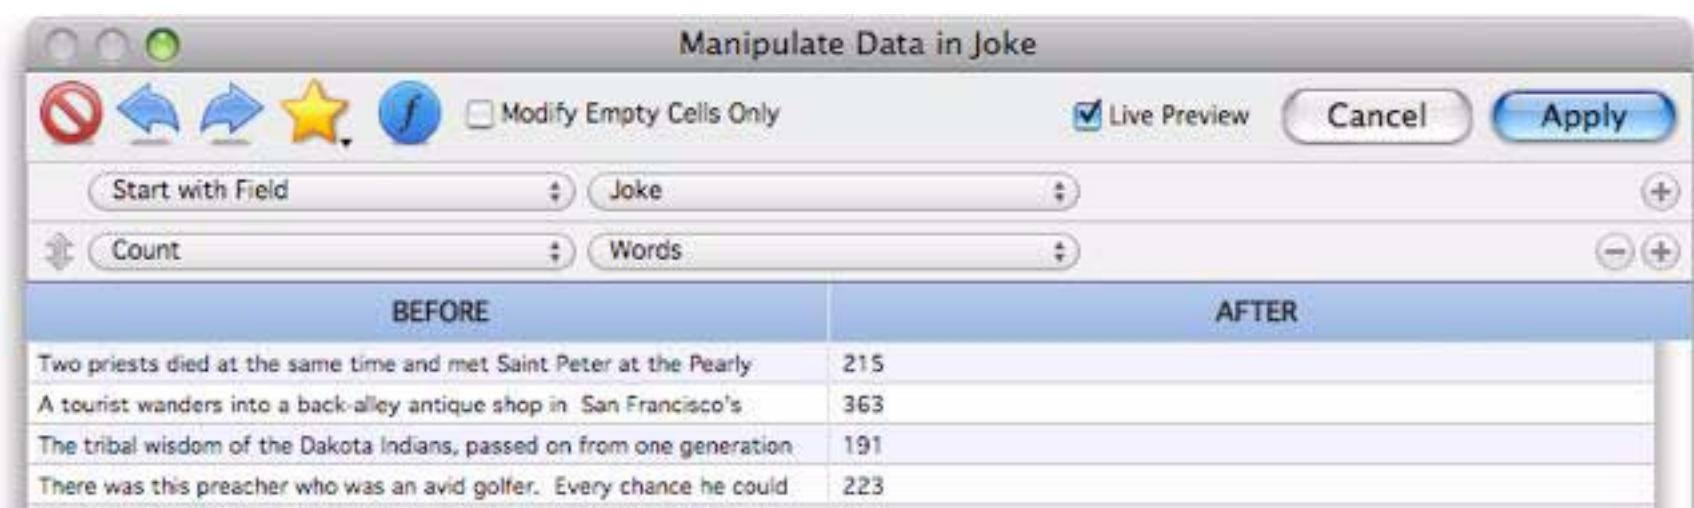 Manipulate Data in Joke
f Modify Empty Cells Only Live Preview Cancel Apply
Start with Field Joke
Count Words
BEFORE AFTER
Two priests died at the same time and met Saint Peter at the Pearly 215
A tourist wanders into a back-alley antique shop in  San Francisco's 363
The tribal wisdom of the Dakota Indians, passed on from one generation 191
There was this preacher who was an avid golfer.  Every chance he could 223